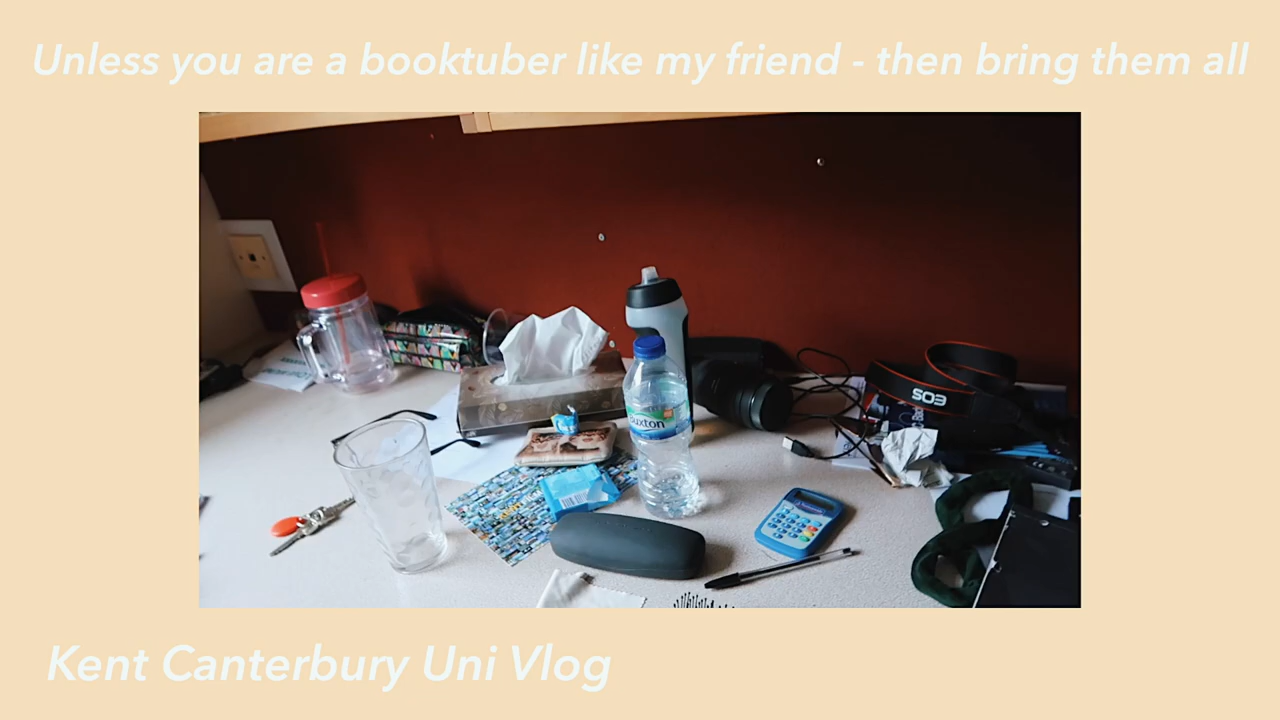 Unless you are a booktuber like my friend - then bring them all
Buxton
EOS
Kent Canterbury Uni Vlog